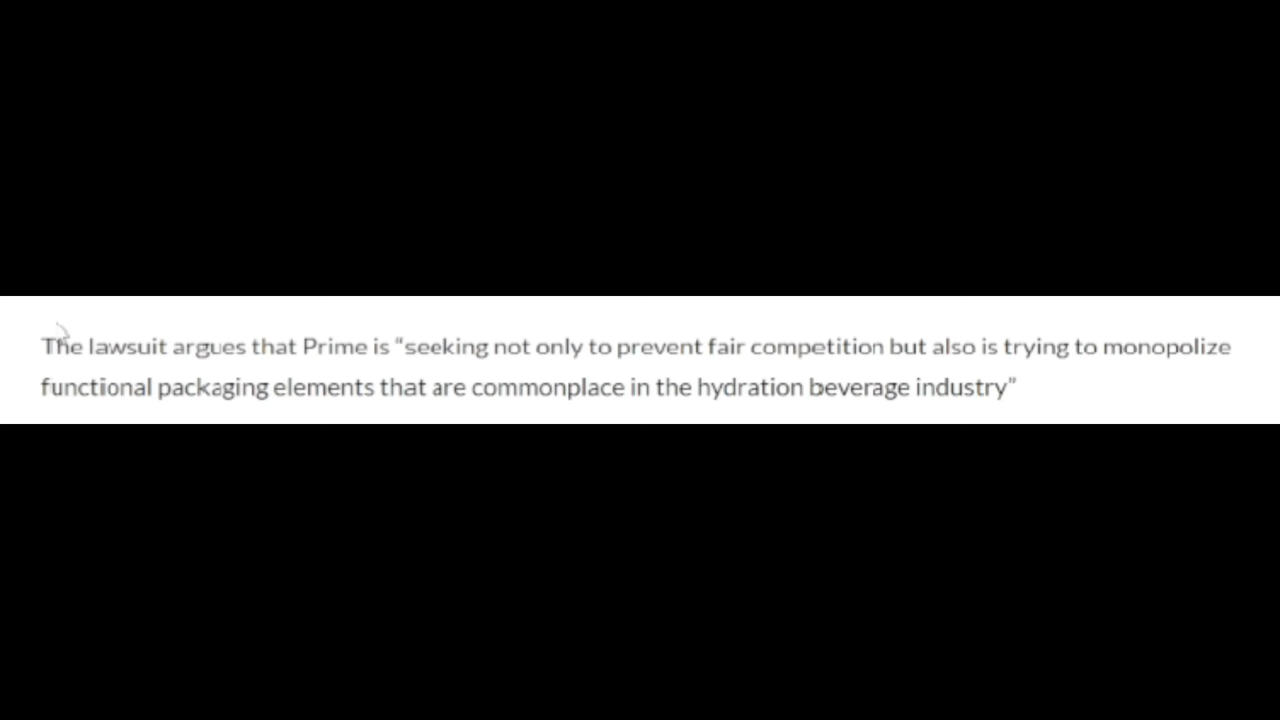 The lawsuit argues that Prime is “seeking not only to prevent fair competition but also is trying to monopolize
functional packaging elements that are commonplace in the hydration beverage industry”